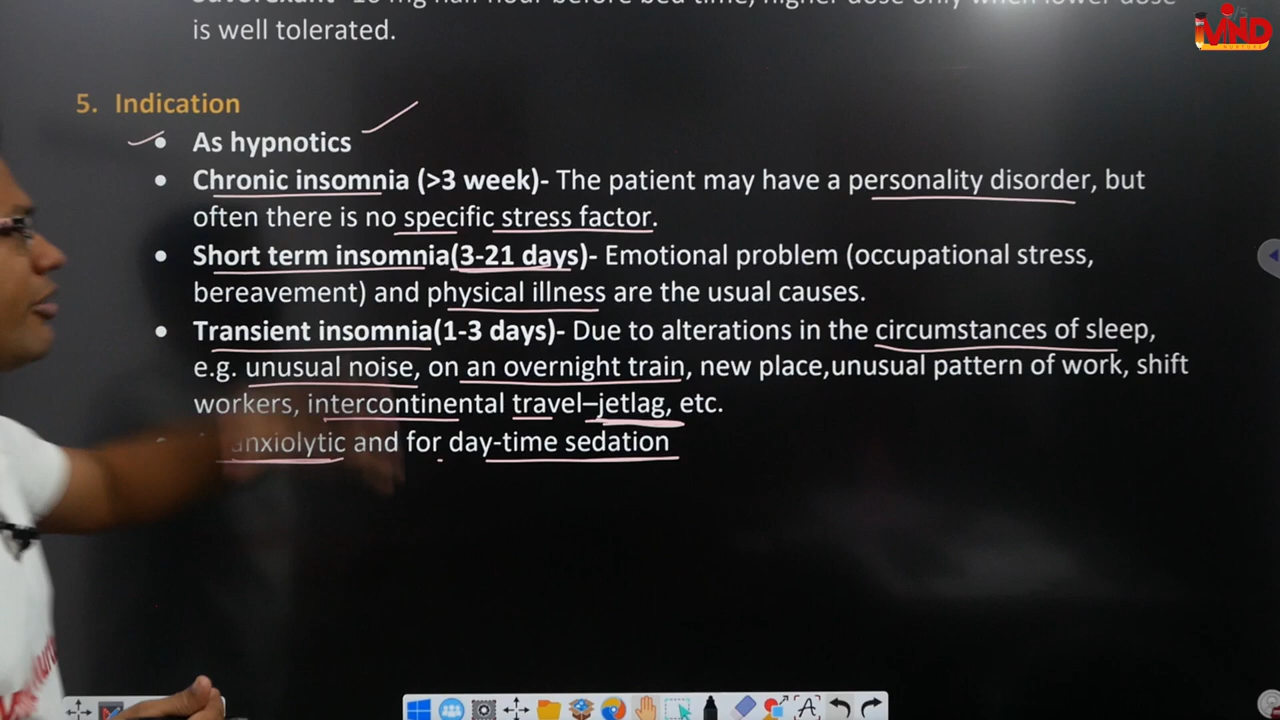 is well tolerated.
5. Indication
• As hypnotics
• Chronic insomnia (>3 week)- The patient may have a personality disorder, but
often there is no specific stress factor.
• Short term insomnia(3-21 days)- Emotional problem (occupational stress,
bereavement) and physical illness are the usual causes.
• Transient insomnia(1-3 days)- Due to alterations in the circumstances of sleep,
e.g. unusual noise, on an overnight train, new place,unusual pattern of work, shift
workers, intercontinental travel–jetlag, etc.
anxiolytic and for day-time sedation